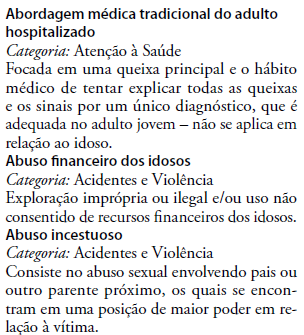 Abordagem médica tradicional do adulto
hospitalizado
Categoria: Atenção à Saúde
Focada em uma queixa principal e o hábito
médico de tentar explicar todas as queixas
e os sinais por um único diagnóstico, que é
adequada no adulto jovem – não se aplica em
relação ao idoso.
Abuso financeiro dos idosos
Categoria: Acidentes e Violência
Exploração imprópria ou ilegal e/ou uso não
consentido de recursos financeiros dos idosos.
Abuso incestuoso
Categoria: Acidentes e Violência
Consiste no abuso sexual envolvendo pais ou
outro parente próximo, os quais se encon-
tram em uma posição de maior poder em re-
lação à vítima.